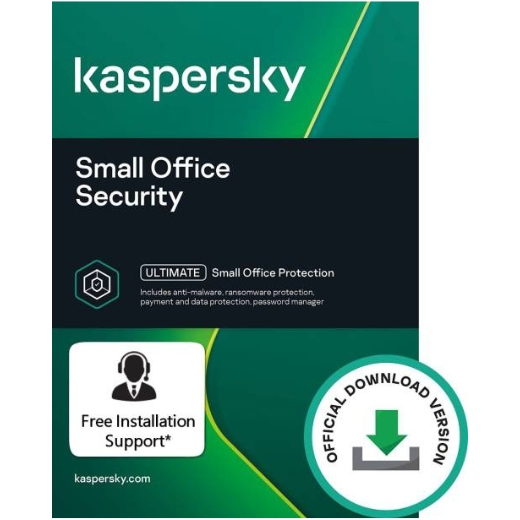 kaspersky
Small Office
Security
ULTIMATE Small Office Protection
Includes anti-malware, ransomware protection,
payment and data protection, password manager
Free Installation
Support*
OFFICIAL DOWNLOAD VERSION
kaspersky.com